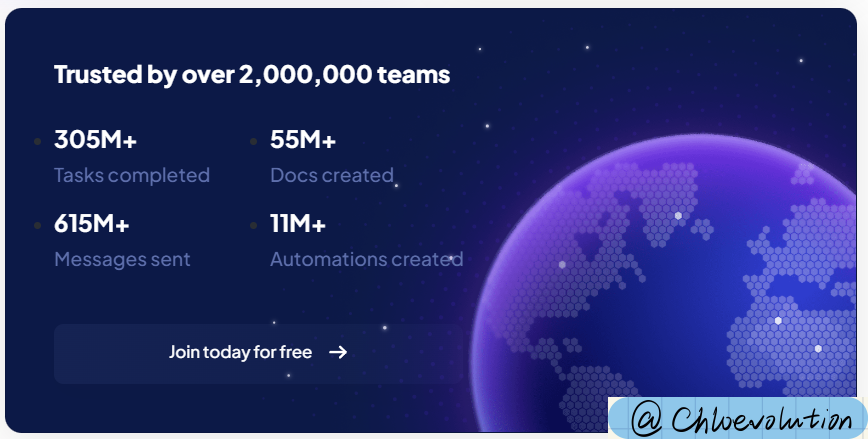 Trusted by over 2,000,000 teams
305M+
Tasks completed
55M+
Docs created
615M+
Messages sent
11M+
Automations created
Join today for free →
@ Chloevolution